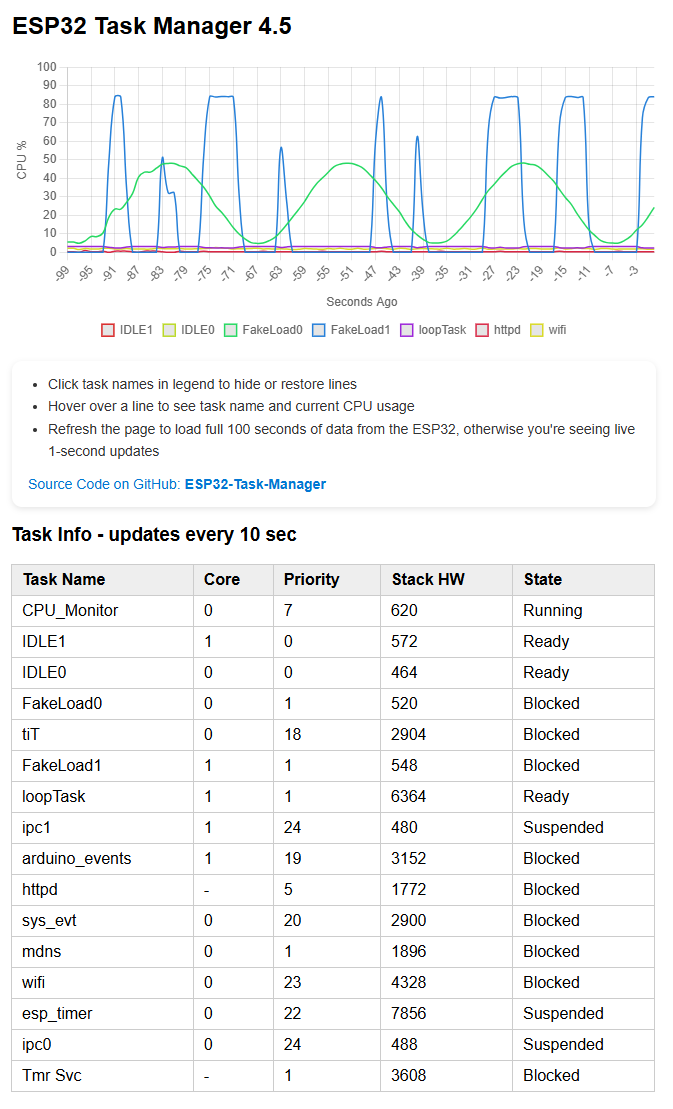 ESP32 Task Manager 4.5
100
90
80
70
60
50
40
30
20
10
0
CPU %
-99 -95 -91 -87 -83 -79 -75 -71 -67 -63 -59 -55 -51 -47 -43 -39 -35 -31 -27 -23 -19 -15 -11 -7 -3
Seconds Ago
IDLE1 IDLE0 FakeLoad0 FakeLoad1 loopTask httpd wifi
• Click task names in legend to hide or restore lines
• Hover over a line to see task name and current CPU usage
• Refresh the page to load full 100 seconds of data from the ESP32, otherwise you're seeing live
1-second updates
Source Code on GitHub: ESP32-Task-Manager
Task Info - updates every 10 sec
Task Name Core Priority Stack HW State
CPU_Monitor 0 7 620 Running
IDLE1 1 0 572 Ready
IDLE0 0 0 464 Ready
FakeLoad0 0 1 520 Blocked
tiT 0 18 2904 Blocked
FakeLoad1 1 1 548 Blocked
loopTask 1 1 6364 Ready
ipc1 1 24 480 Suspended
arduino_events 1 19 3152 Blocked
httpd - 5 1772 Blocked
sys_evt 0 20 2900 Blocked
mdns 0 1 1896 Blocked
wifi 0 23 4328 Blocked
esp_timer 0 22 7856 Suspended
ipc0 0 24 488 Suspended
Tmr Svc - 1 3608 Blocked